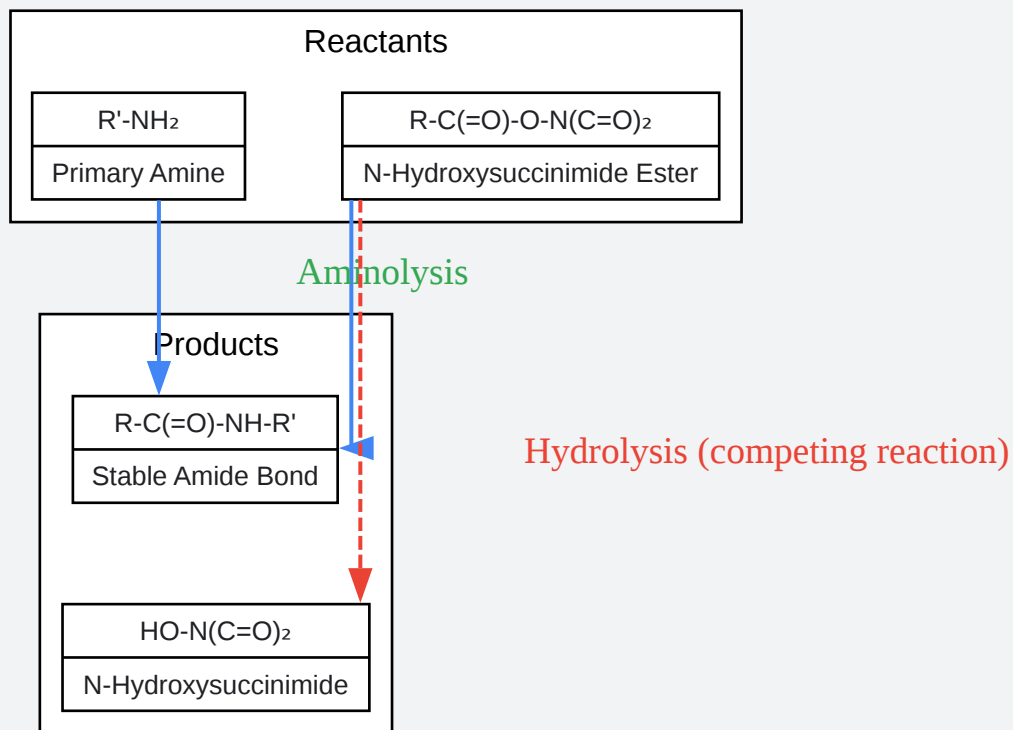 Reactants
R'-NH₂
Primary Amine
R-C(=O)-O-N(C=O)₂
N-Hydroxysuccinimide Ester
Aminolysis
Products
R-C(=O)-NH-R'
Stable Amide Bond
Hydrolysis (competing reaction)
HO-N(C=O)₂
N-Hydroxysuccinimide